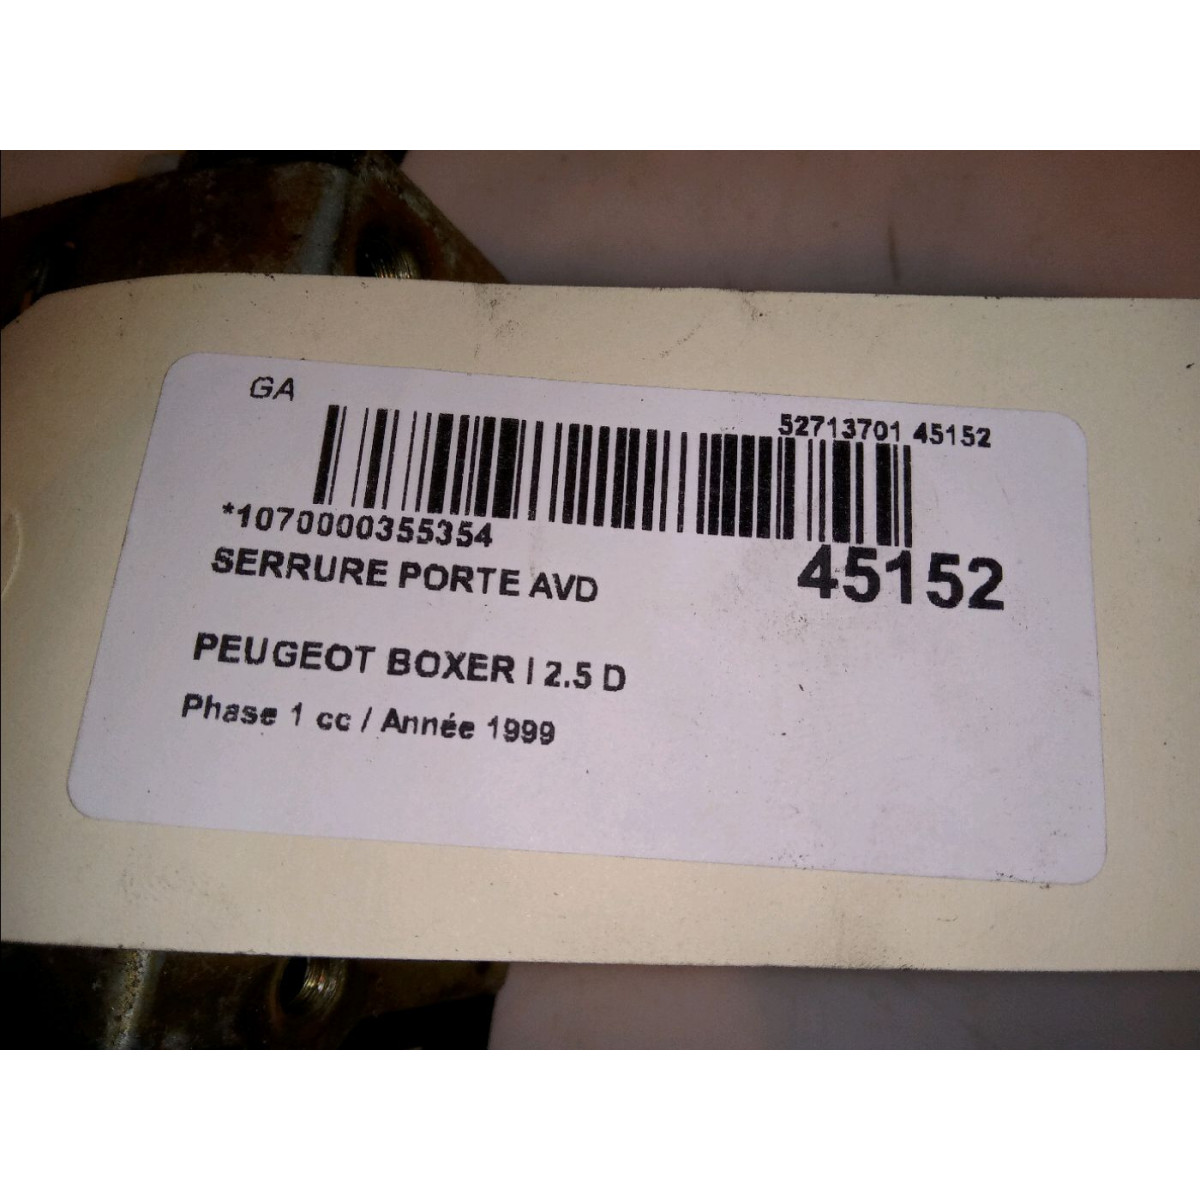 GA
52713701 45152
*1070000355354
45152
SERRURE PORTE AVD
PEUGEOT BOXER I 2.5 D
Phase 1 cc / Année 1999